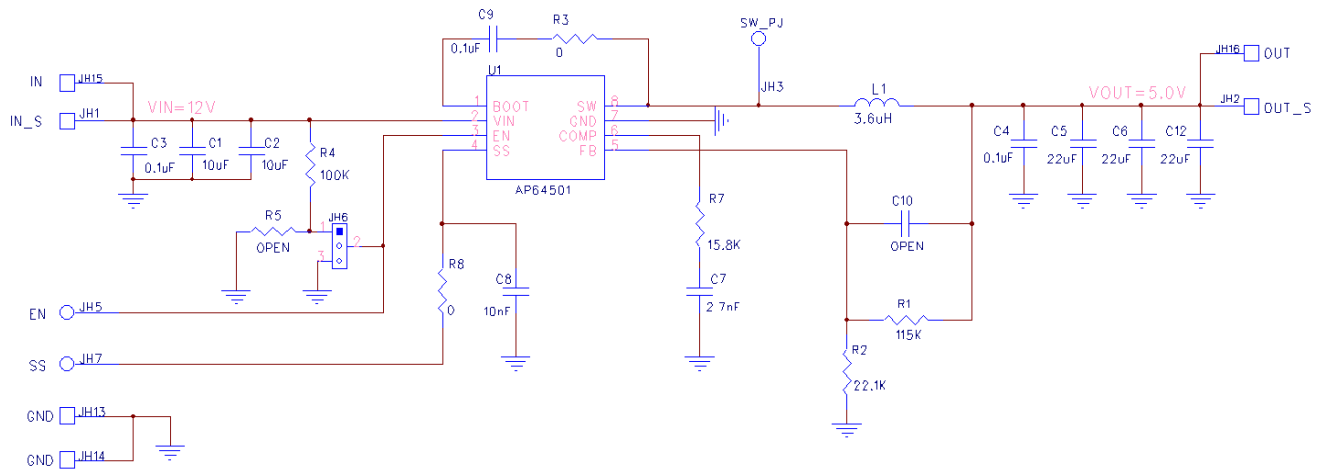 SW_PJ
C9
R3
0.1uF
0
U1
IN
JH15
JH16
OUT
JH3
L1
VIN=12V
1 BOOT
SW 8
VOUT=5.0V
JH2
OUT_S
IN_S
JH1
2 VIN
GND 7
3.6uH
3 EN
COMP 6
4 SS
FB 5
C3
C1
C2
R4
C4
C5
C6
C12
0.1uF
10uF
10uF
100K
0.1uF
22uF
22uF
22uF
AP64501
R7
R5
JH6
C10
OPEN
1
2
3
15.8K
OPEN
R8
C8
C7
EN
JH5
0
10nF
2.7nF
R1
115K
SS
JH7
R2
22.1K
GND
JH13
GND
JH14